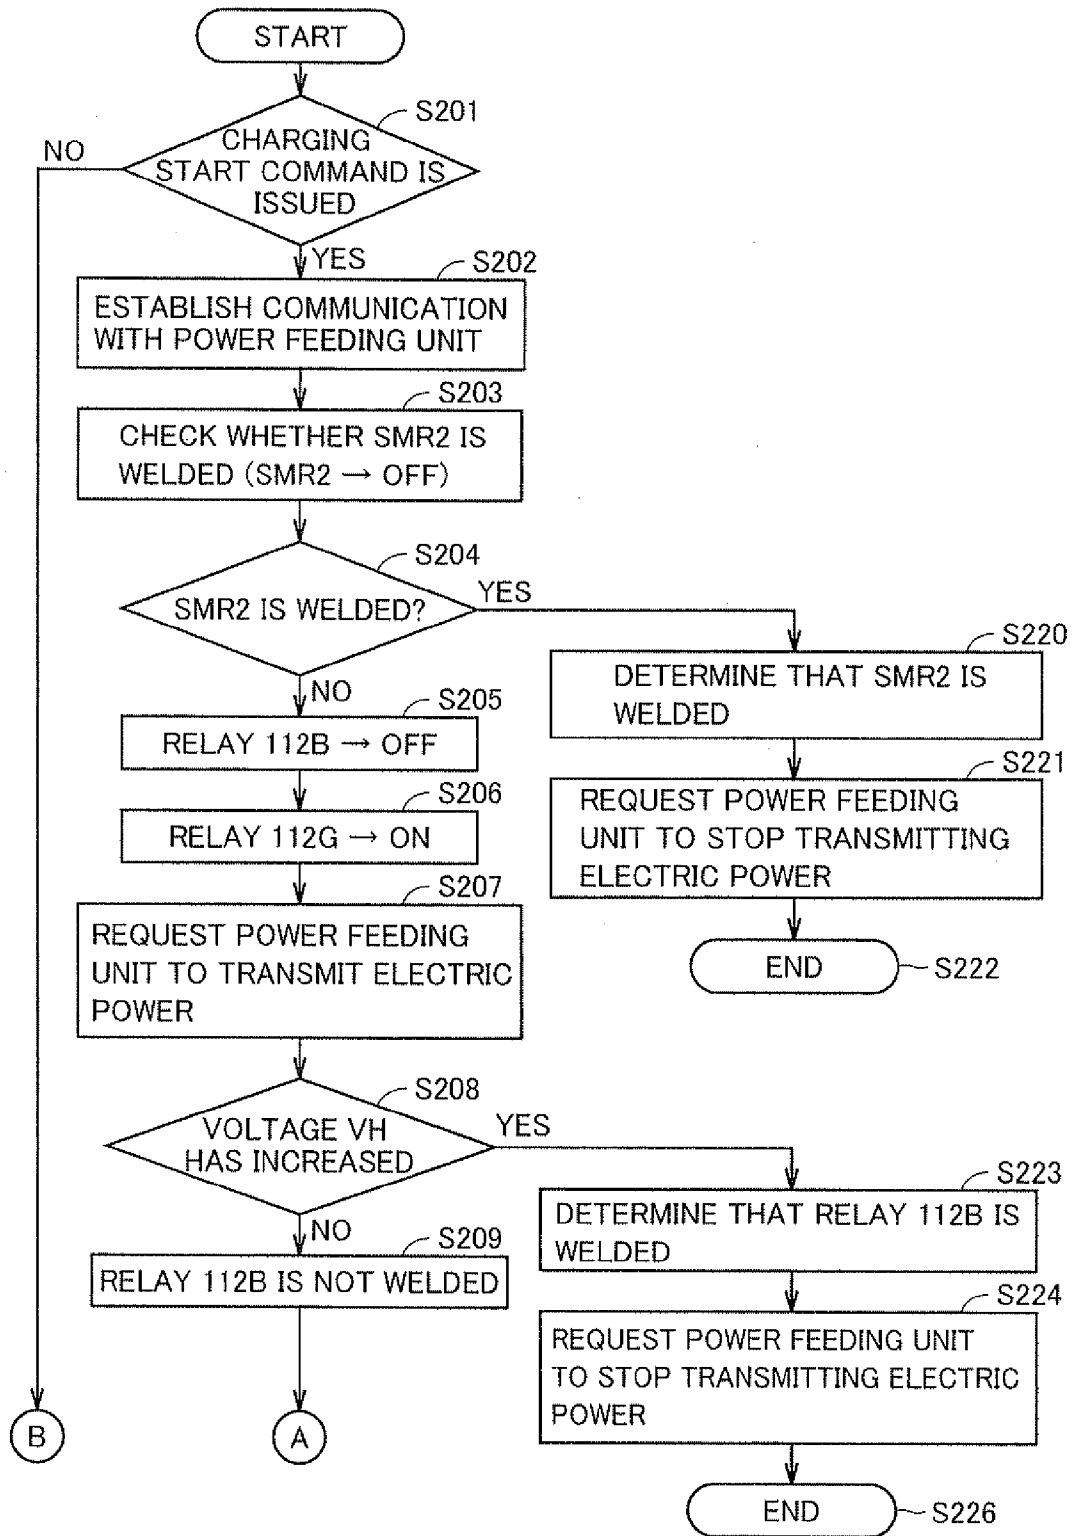 START
S201
CHARGING
START COMMAND IS
ISSUED
NO
YES
S202
ESTABLISH COMMUNICATION
WITH POWER FEEDING UNIT
S203
CHECK WHETHER SMR2 IS
WELDED (SMR2 → OFF)
S204
SMR2 IS WELDED?
YES
NO
S220
DETERMINE THAT SMR2 IS
WELDED
S205
RELAY 112B → OFF
S221
REQUEST POWER FEEDING
UNIT TO STOP TRANSMITTING
ELECTRIC POWER
S206
RELAY 112G → ON
S207
REQUEST POWER FEEDING
UNIT TO TRANSMIT ELECTRIC
POWER
END
S222
S208
VOLTAGE VH
HAS INCREASED
YES
NO
S223
DETERMINE THAT RELAY 112B IS
WELDED
S209
RELAY 112B IS NOT WELDED
S224
REQUEST POWER FEEDING UNIT
TO STOP TRANSMITTING ELECTRIC
POWER
B
A
END
S226